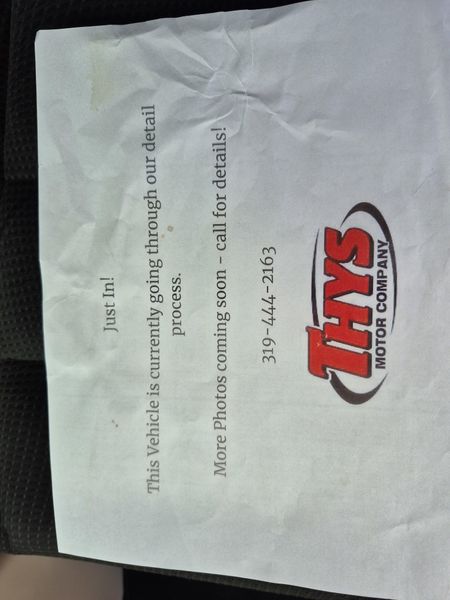 Just In!
This Vehicle is currently going through our detail
process.
More Photos coming soon - call for details!
319-444-2163
THYS
MOTOR COMPANY